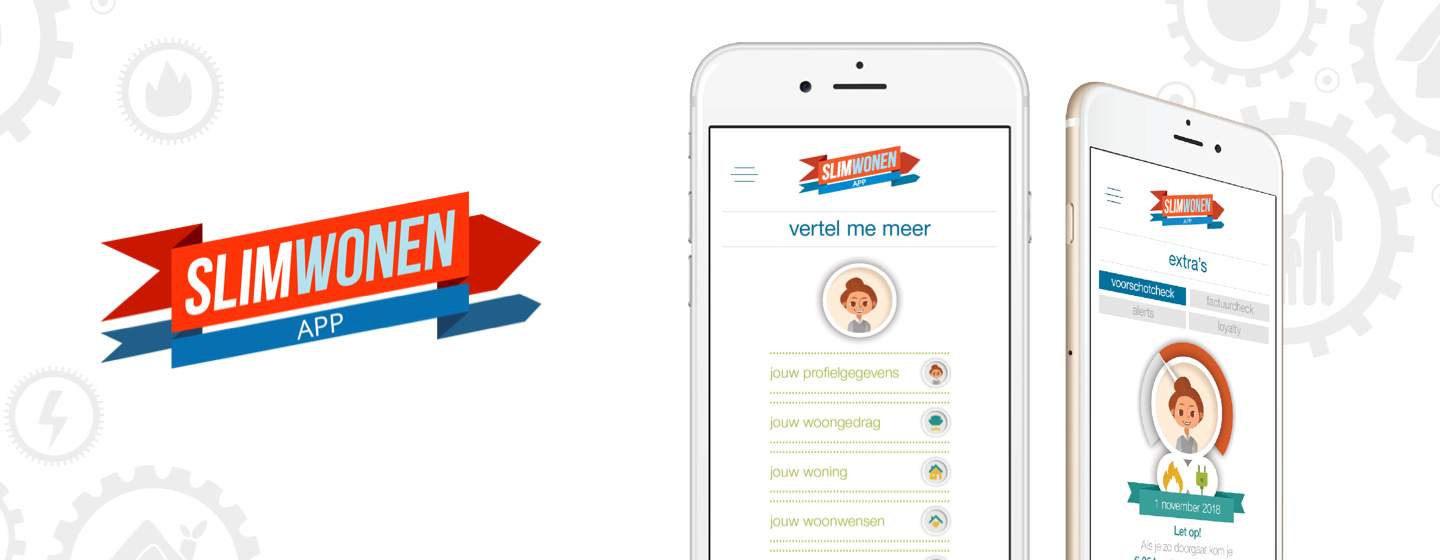 SLIMWONEN
APP
SLIMWONEN
APP
vertel me meer
jouw profielgegevens
jouw woongedrag
jouw woning
jouw woonwensen
SLIMWONEN
APP
extra's
voorschotcheck
factuurcheck
alerts
loyalty
1 november 2018
Let op!
Als je zo doorgaat kom je